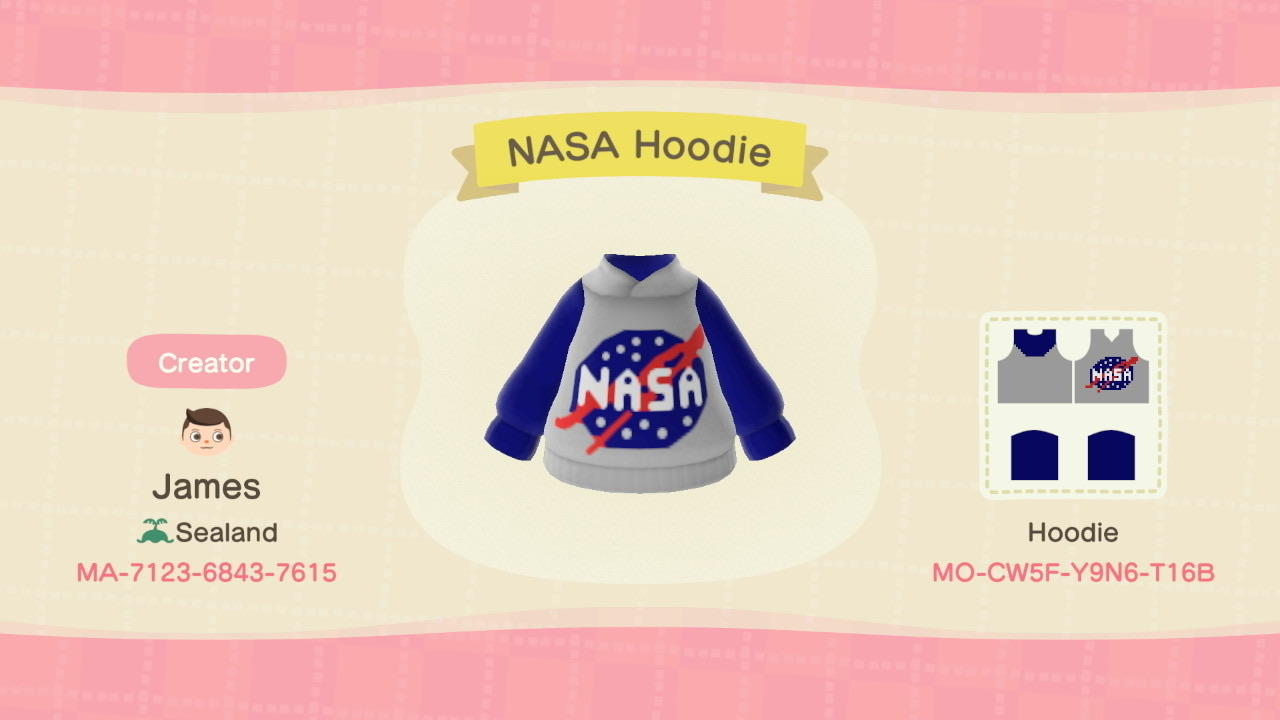 NASA Hoodie
NASA
Creator
James
Sealand
MA-7123-6843-7615
NASA
Hoodie
MO-CW5F-Y9N6-T16B